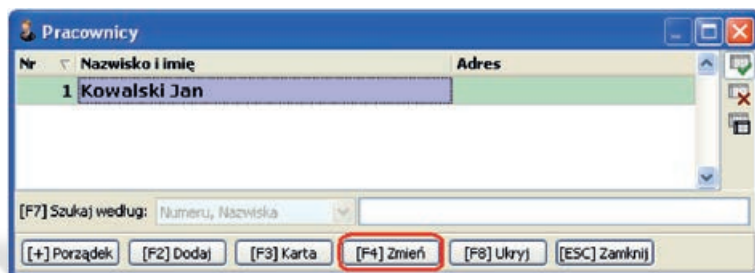 Pracownicy
Nr Nazwisko i imię Adres
1 Kowalski Jan
[F7] Szukaj według: Numeru, Nazwiska
[+] Porządek [F2] Dodaj [F3] Karta [F4] Zmień [F8] Ukryj [ESC] Zamknij